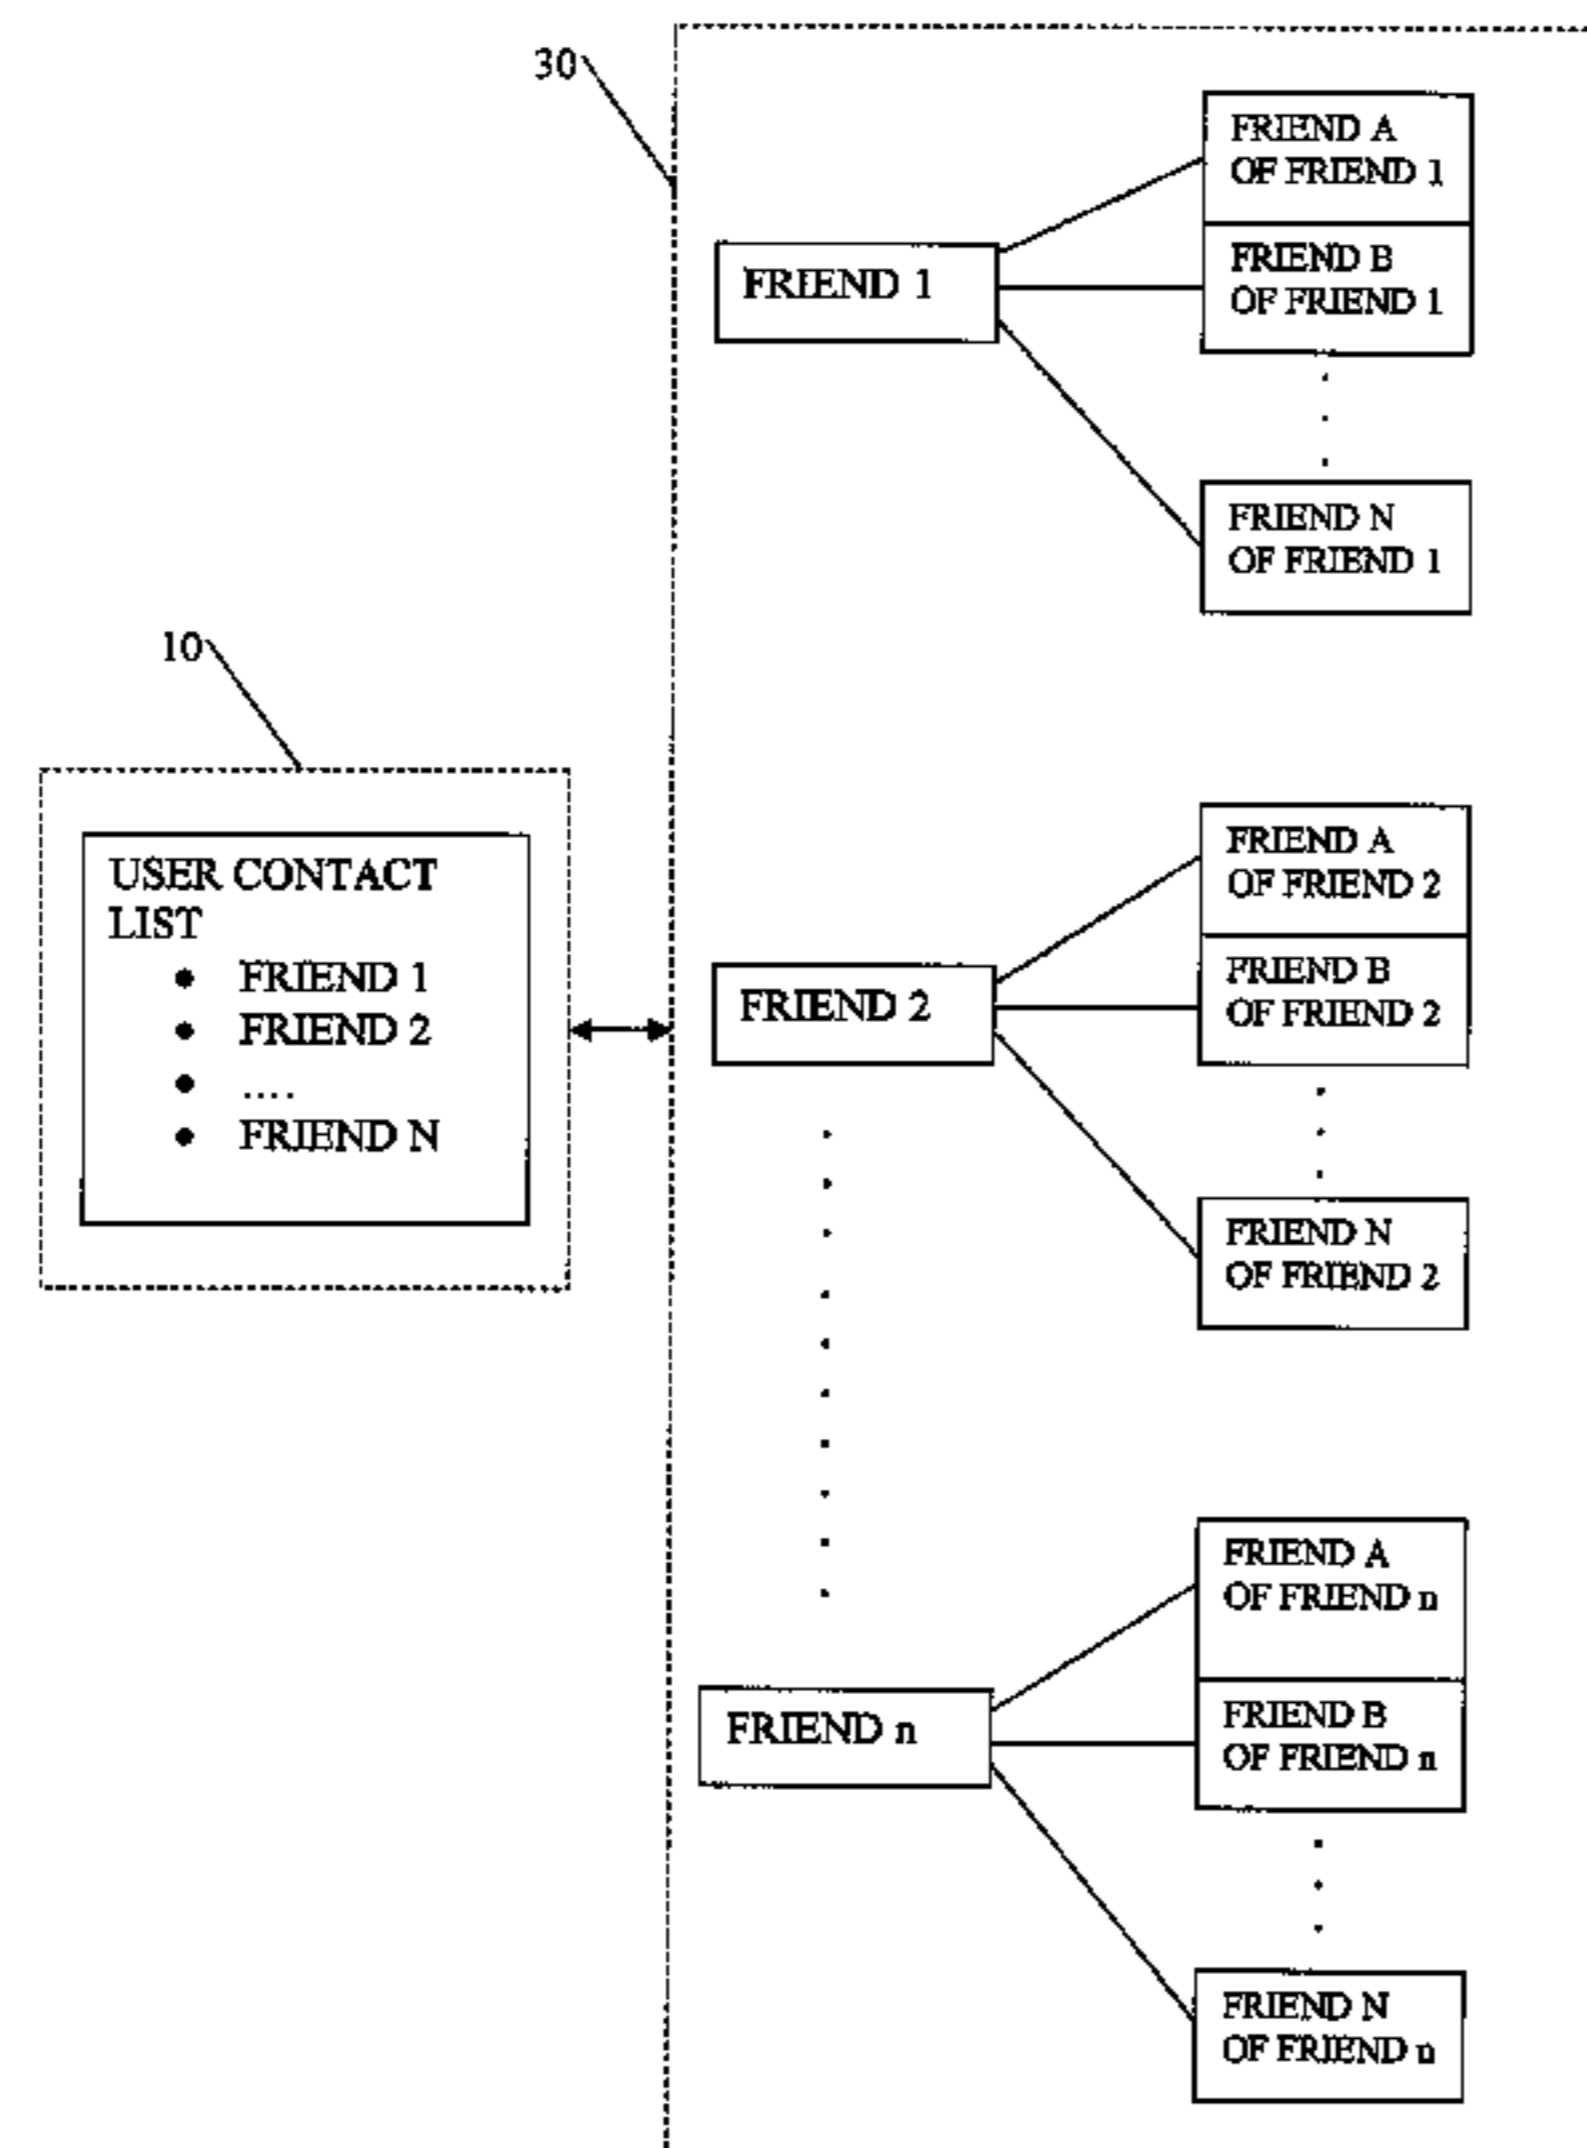 30
FRIEND A
OF FRIEND 1
FRIEND 1
FRIEND B
OF FRIEND 1
FRIEND N
OF FRIEND 1
10
USER CONTACT
LIST
• FRIEND 1
• FRIEND 2
• ....
• FRIEND N
FRIEND A
OF FRIEND 2
FRIEND 2
FRIEND B
OF FRIEND 2
FRIEND N
OF FRIEND 2
FRIEND A
OF FRIEND n
FRIEND n
FRIEND B
OF FRIEND n
FRIEND N
OF FRIEND n